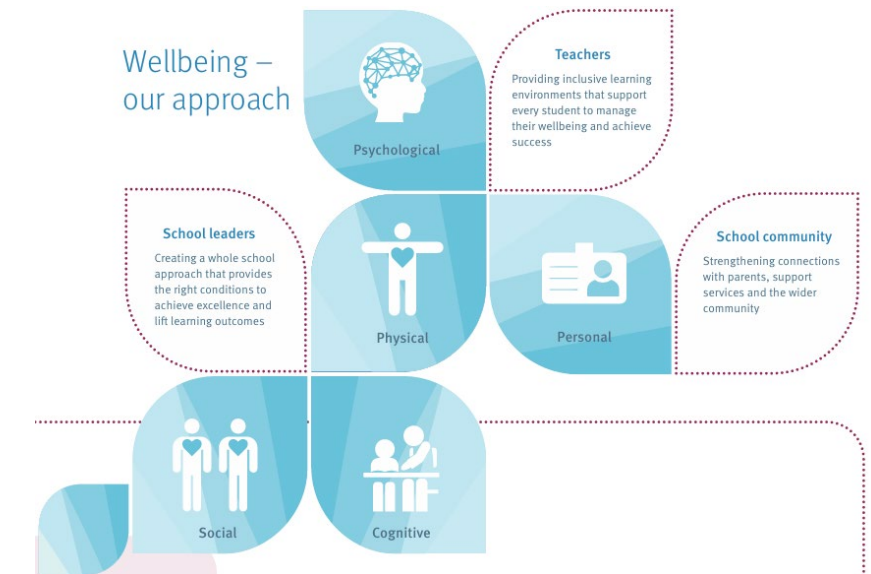 Wellbeing –
our approach
Psychological
Teachers
Providing inclusive learning
environments that support
every student to manage
their wellbeing and achieve
success
School leaders
Creating a whole school
approach that provides
the right conditions to
achieve excellence and
lift learning outcomes
Physical
Personal
School community
Strengthening connections
with parents, support
services and the wider
community
Social
Cognitive